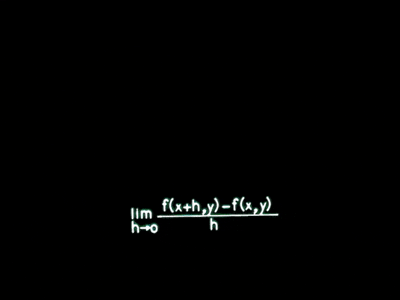 lim f(x+h,y)-f(x,y)
h→0 h